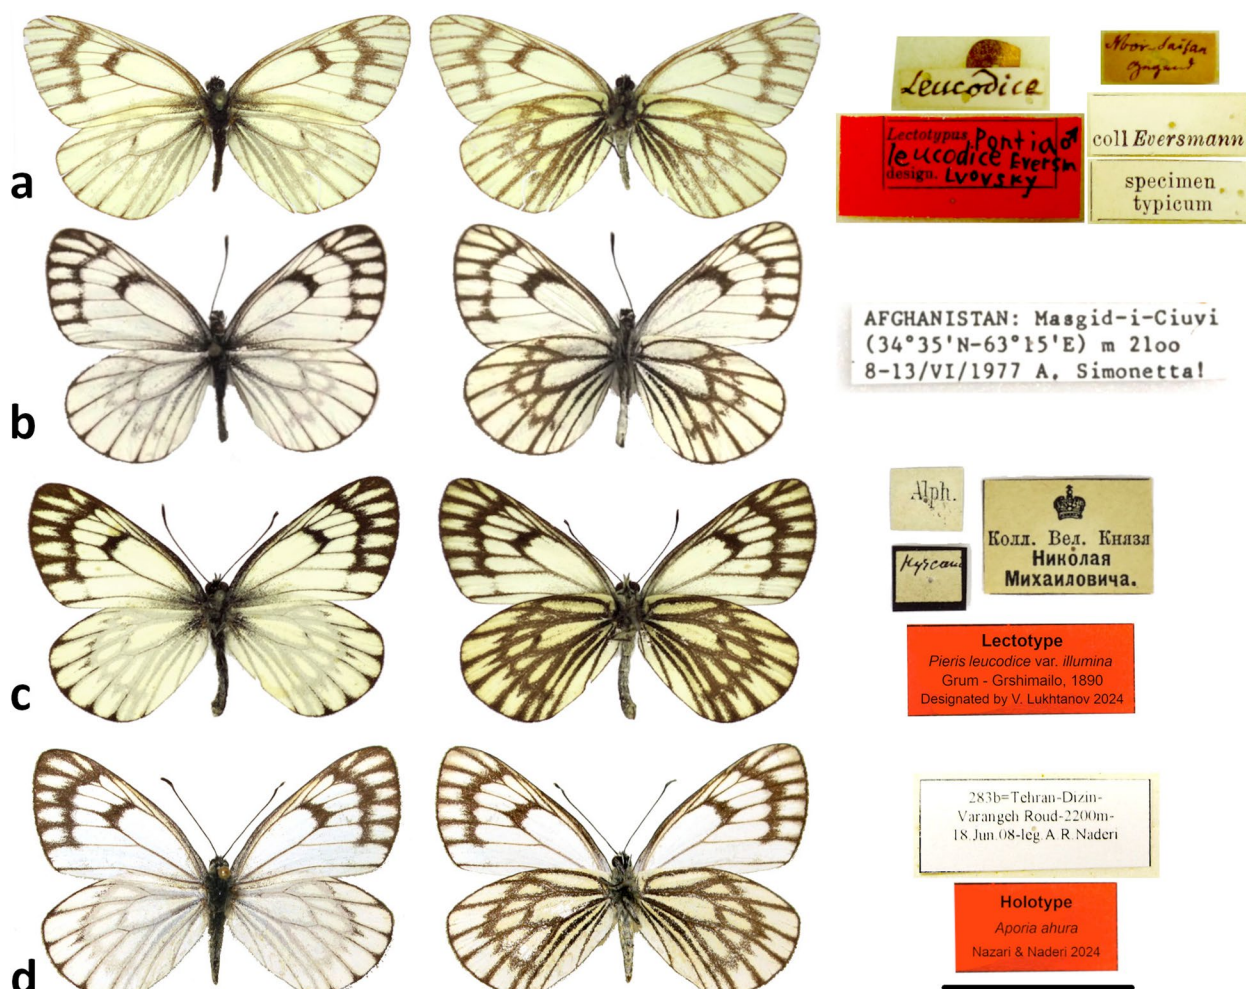 a
Leucodice
Lectotypus Pontia ♂
leucodice Eversm
design. Lvovsky
coll Eversmann
specimen
typicum
b
AFGHANISTAN: Masgid-i-Ciuvi
(34°35'N-63°15'E) m 2loo
8-13/VI/1977 A. Simonetta!
c
Alph.
Колл. Вел. Князя
Николая
Михаиловича.
Lectotype
Pieris leucodice var. illumina
Grum - Grshimailo, 1890
Designated by V. Lukhtanov 2024
d
283b=Tehran-Dizin-
Varangeh Roud-2200m-
18.Jun.08-leg.A.R.Naderi
Holotype
Aporia ahura
Nazari & Naderi 2024